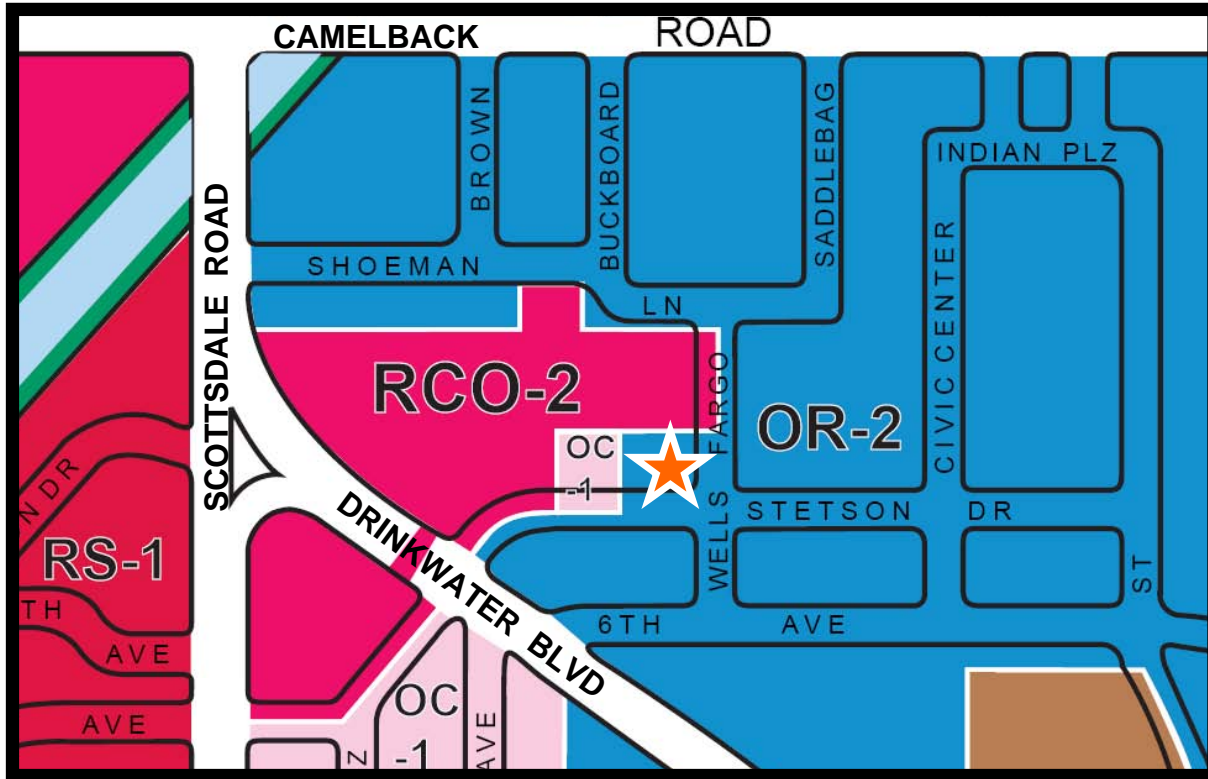 CAMELBACK ROAD
BROWN
BUCKBOARD
SADDLEBAG
INDIAN PLZ
SCOTTSDALE ROAD
SHOEMAN LN
CIVIC CENTER
RCO-2
WELLS FARGO
OR-2
OC
-1
STETSON DR
N DR
DRINKWATER BLVD
RS-1
ST
TH
AVE
6TH AVE
AVE
OC
-1
Z
AVE